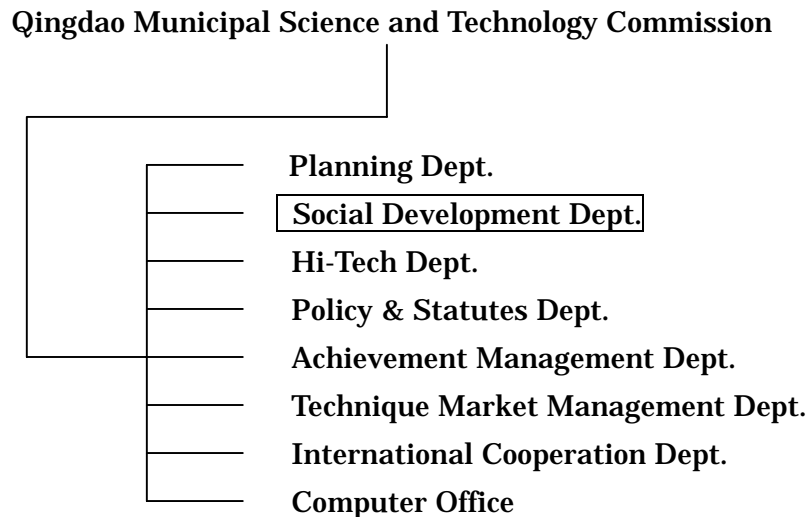 Qingdao Municipal Science and Technology Commission
Planning Dept.
Social Development Dept.
Hi-Tech Dept.
Policy & Statutes Dept.
Achievement Management Dept.
Technique Market Management Dept.
International Cooperation Dept.
Computer Office